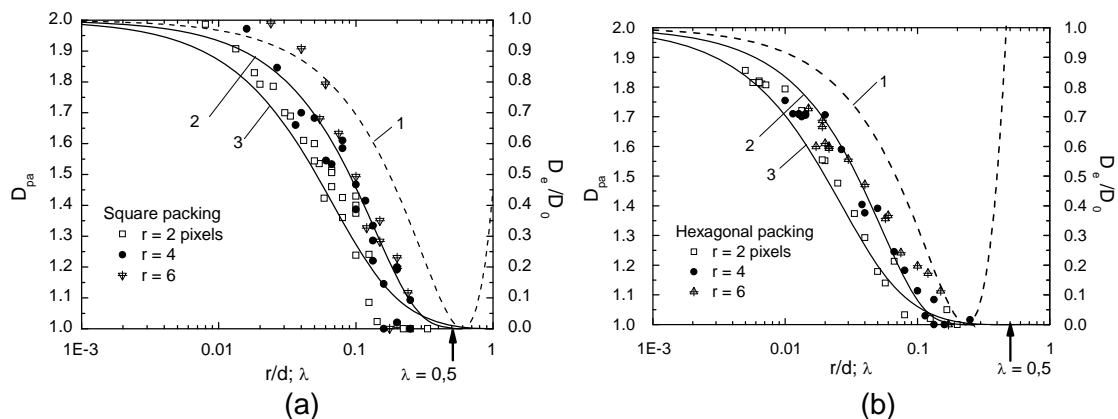 2.0
1.9
1.8
1.7
1.6
1.5
1.4
1.3
1.2
1.1
1.0
D_pa
1.0
0.9
0.8
0.7
0.6
0.5
0.4
0.3
0.2
0.1
0.0
D_e/D_0
1
2
3
Square packing
r = 2 pixels
r = 4
r = 6
1E-3 0.01 0.1 1
r/d; λ
λ = 0,5
(a)
2.0
1.9
1.8
1.7
1.6
1.5
1.4
1.3
1.2
1.1
1.0
D_pa
1.0
0.9
0.8
0.7
0.6
0.5
0.4
0.3
0.2
0.1
0.0
D_e/D_0
1
2
3
Hexagonal packing
r = 2 pixels
r = 4
r = 6
1E-3 0.01 0.1 1
r/d; λ
λ = 0,5
(b)